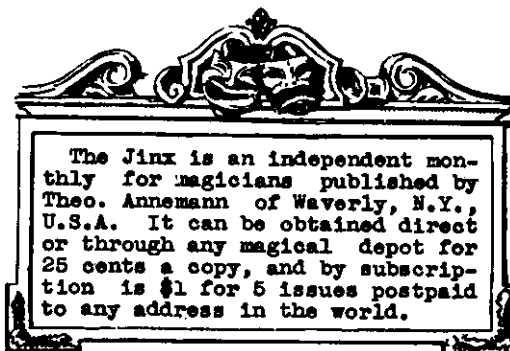 The Jinx is an independent mon-
thly for magicians published by
Theo. Annemann of Waverly, N.Y.,
U.S.A. It can be obtained direct
or through any magical depot for
25 cents a copy, and by subscrip-
tion is $1 for 5 issues postpaid
to any address in the world.